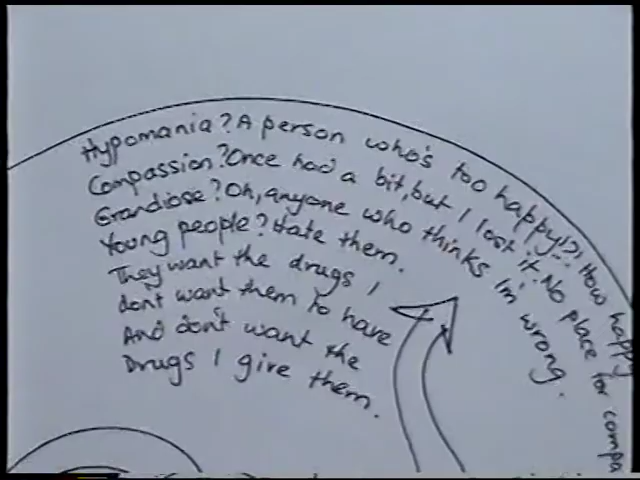 Hypomania? A person who's too happy!?! How happy
Compassion? Once had a bit, but I lost it. No place for compa
Grandiose? Oh, anyone who thinks I'm wrong.
Young people? Hate them.
They want the drugs I
dont want them to have
And don't want the
Drugs I give them.